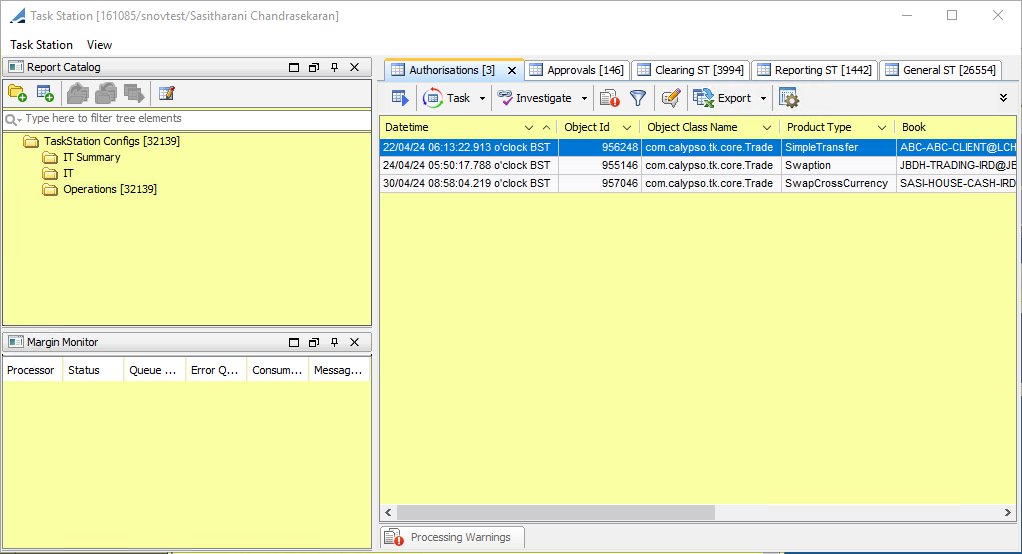 Task Station [161085/snovtest/Sasitharani Chandrasekaran]
Task Station View
Report Catalog
Type here to filter tree elements
TaskStation Configs [32139]
IT Summary
IT
Operations [32139]
Margin Monitor
Processor Status Queue ... Error Q... Consum... Messag...
Authorisations [3] Approvals [146] Clearing ST [3994] Reporting ST [1442] General ST [26554]
Task Investigate Export
Datetime Object Id Object Class Name Product Type Book
22/04/24 06:13:22.913 o'clock BST 956248 com.calypso.tk.core.Trade SimpleTransfer ABC-ABC-CLIENT@LCH
24/04/24 05:50:17.788 o'clock BST 955146 com.calypso.tk.core.Trade Swaption JBDH-TRADING-IRD@JB
30/04/24 08:58:04.219 o'clock BST 957046 com.calypso.tk.core.Trade SwapCrossCurrency SASI-HOUSE-CASH-IRD
Processing Warnings